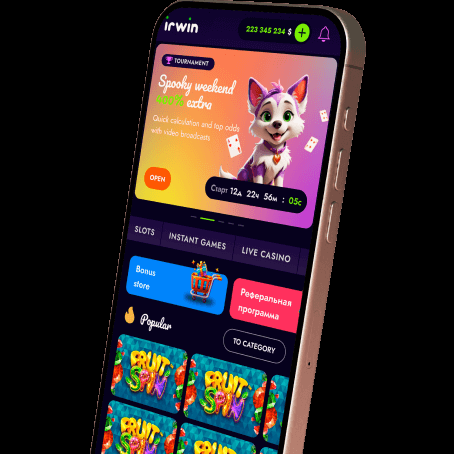 irwin
223 345 234 $
TOURNAMENT
Spooky weekend
400% extra
Quick calculation and top odds
with video broadcasts
OPEN
Старт 12д 22ч 56м : 05с
SLOTS
INSTANT GAMES
LIVE CASINO
Bonus
store
Реферальная
программа
Popular
TO CATEGORY
FRUIT
SPIN
FRUIT
SPIN
FRUIT
SPIN
FRUIT